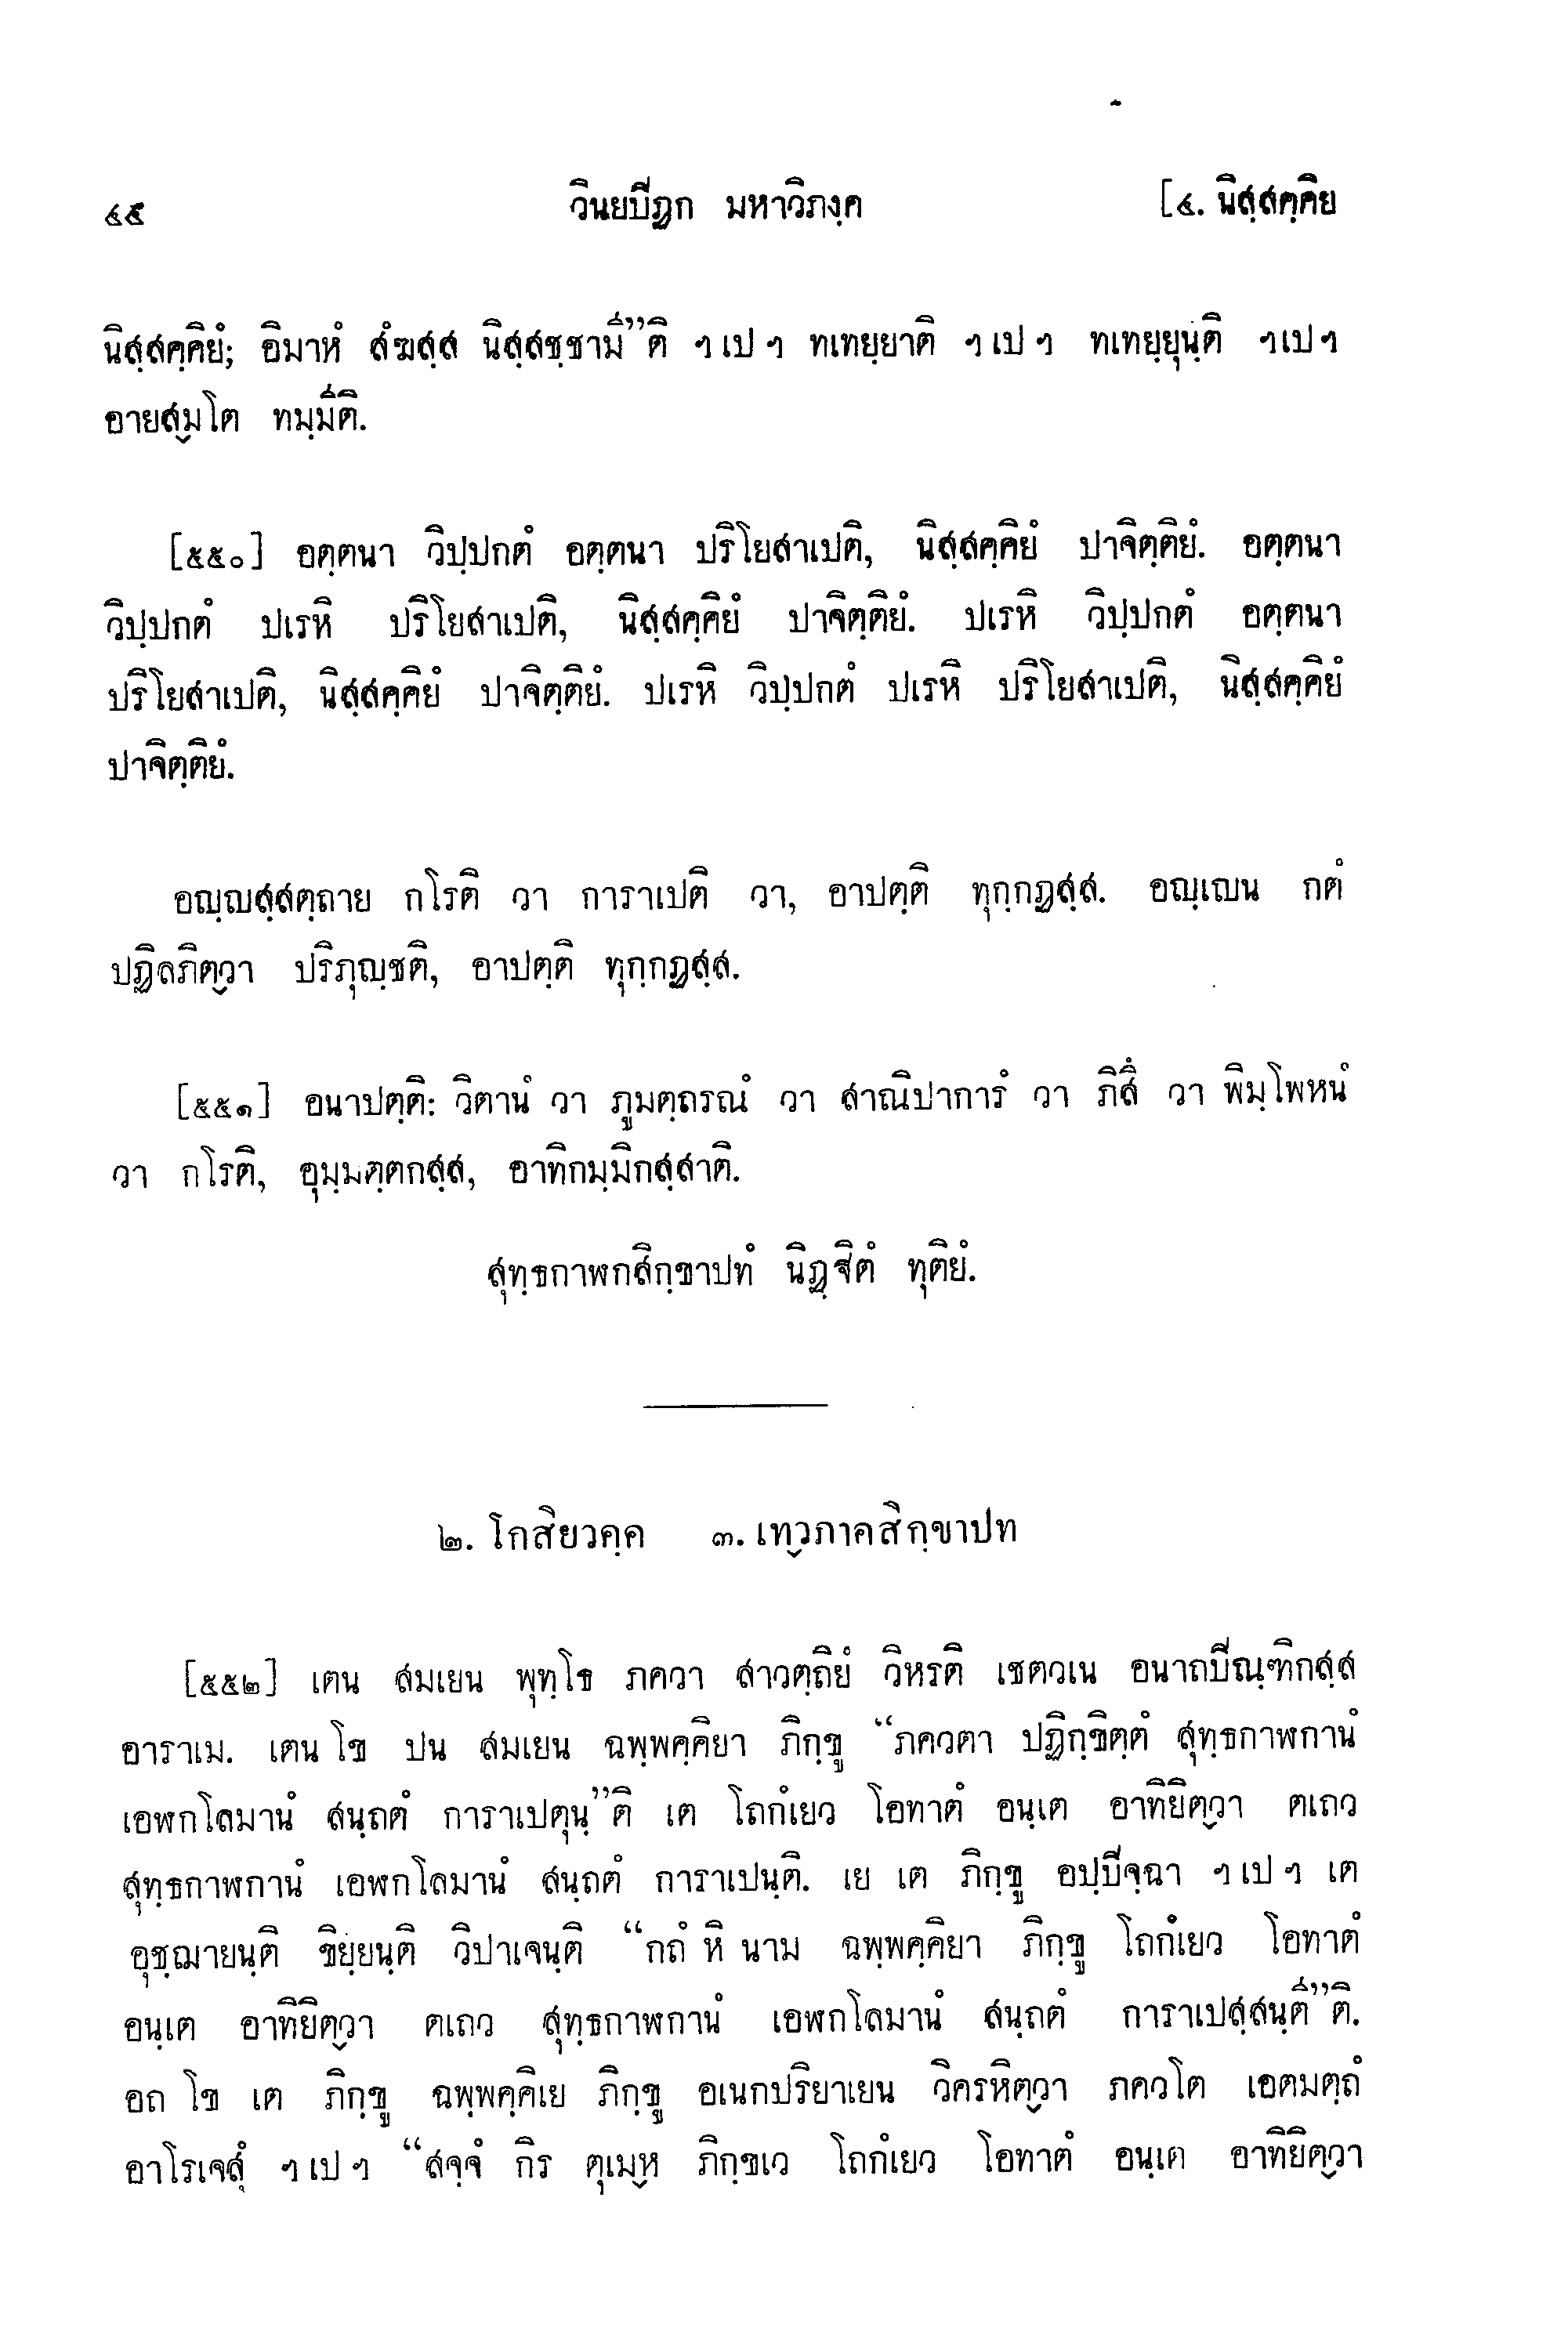 ๔๕ วินยปีฏก มหาวิภงฺค [๔. นิสฺสคฺคิย
นิสฺสคฺคิยํ; อิมาหํ สํฆสฺส นิสฺสชฺชามี”ติ ฯ เป ฯ ทเทยฺยาติ ฯ เป ฯ ทเทยฺยุนฺติ ฯ เป ฯ
อายสฺมโต ทมฺมีติ.
[๕๕๐] อตฺตนา วิปฺปกตํ อตฺตนา ปริโยสาเปติ, นิสฺสคฺคิยํ ปาจิตฺติยํ. อตฺตนา
วิปฺปกตํ ปเรหิ ปริโยสาเปติ, นิสฺสคฺคิยํ ปาจิตฺติยํ. ปเรหิ วิปฺปกตํ อตฺตนา
ปริโยสาเปติ, นิสฺสคฺคิยํ ปาจิตฺติยํ. ปเรหิ วิปฺปกตํ ปเรหิ ปริโยสาเปติ, นิสฺสคฺคิยํ
ปาจิตฺติยํ.
อญฺญสฺสตฺถาย กโรติ วา การาเปติ วา, อาปตฺติ ทุกฺกฏสฺส. อญฺเญน กตํ
ปฏิลภิตฺวา ปริภุญฺชติ, อาปตฺติ ทุกฺกฏสฺส.
[๕๕๑] อนาปตฺติ: วิตานํ วา ภูมตฺถรณํ วา สาณิปาการํ วา ภิสึ วา พิมฺโพหนํ
วา กโรติ, อุมฺมตฺตกสฺส, อาทิกมฺมิกสฺสาติ.
สุทฺธกาฬกสิกฺขาปทํ นิฏฺฐิตํ ทุติยํ.
๒. โกสิยวคฺค ๓. เทฺวภาคสิกฺขาปท
[๕๕๒] เตน สมเยน พุทฺโธ ภควา สาวตฺถิยํ วิหรติ เชตวเน อนาถปิณฺฑิกสฺส
อาราเม. เตน โข ปน สมเยน ฉพฺพคฺคิยา ภิกฺขู “ภควตา ปฏิกฺขิตฺตํ สุทฺธกาฬกานํ
เอฬกโลมานํ สนฺถตํ การาเปตุนฺ”ติ เต โถกํเยว โอทาตํ อนฺเต อาทิยิตฺวา ตเถว
สุทฺธกาฬกานํ เอฬกโลมานํ สนฺถตํ การาเปนฺติ. เย เต ภิกฺขู อปฺปิจฺฉา ฯ เป ฯ เต
อุชฺฌายนฺติ ขิยฺยนฺติ วิปาเจนฺติ “กถํ หิ นาม ฉพฺพคฺคิยา ภิกฺขู โถกํเยว โอทาตํ
อนฺเต อาทิยิตฺวา ตเถว สุทฺธกาฬกานํ เอฬกโลมานํ สนฺถตํ การาเปสฺสนฺตี”ติ.
อถ โข เต ภิกฺขู ฉพฺพคฺคิเย ภิกฺขู อเนกปริยาเยน วิครหิตฺวา ภควโต เอตมตฺถํ
อาโรเจสุํ ฯ เป ฯ “สจฺจํ กิร ตุเมฺห ภิกฺขเว โถกํเยว โอทาตํ อนฺเต อาทิยิตฺวา